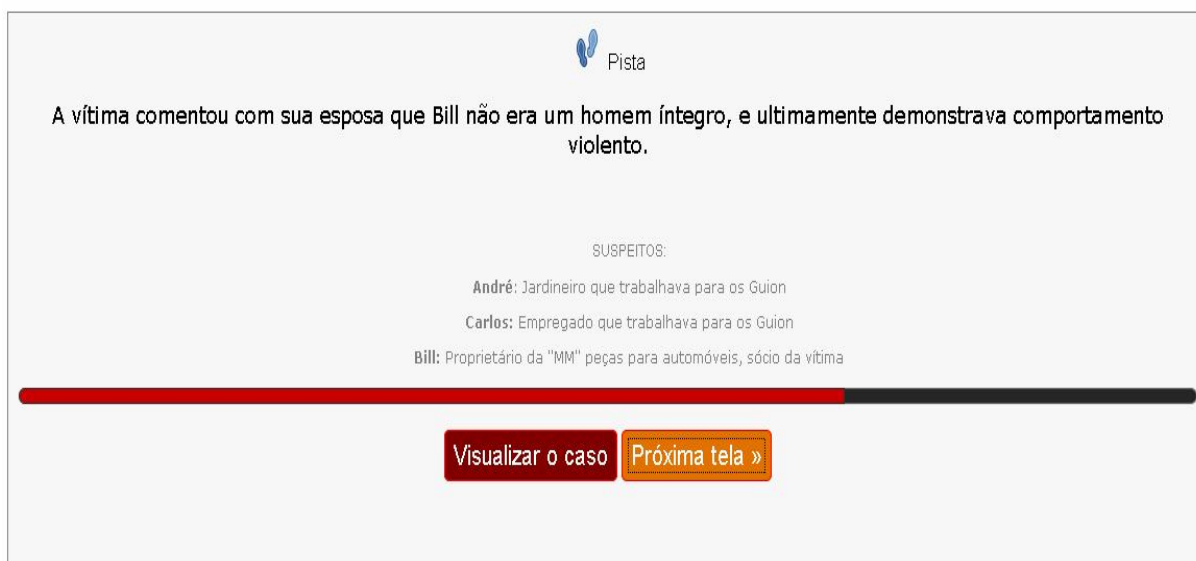 Pista
A vítima comentou com sua esposa que Bill não era um homem íntegro, e ultimamente demonstrava comportamento
violento.
SUSPEITOS:
André: Jardineiro que trabalhava para os Guion
Carlos: Empregado que trabalhava para os Guion
Bill: Proprietário da "MM" peças para automóveis, sócio da vítima
Visualizar o caso Próxima tela »